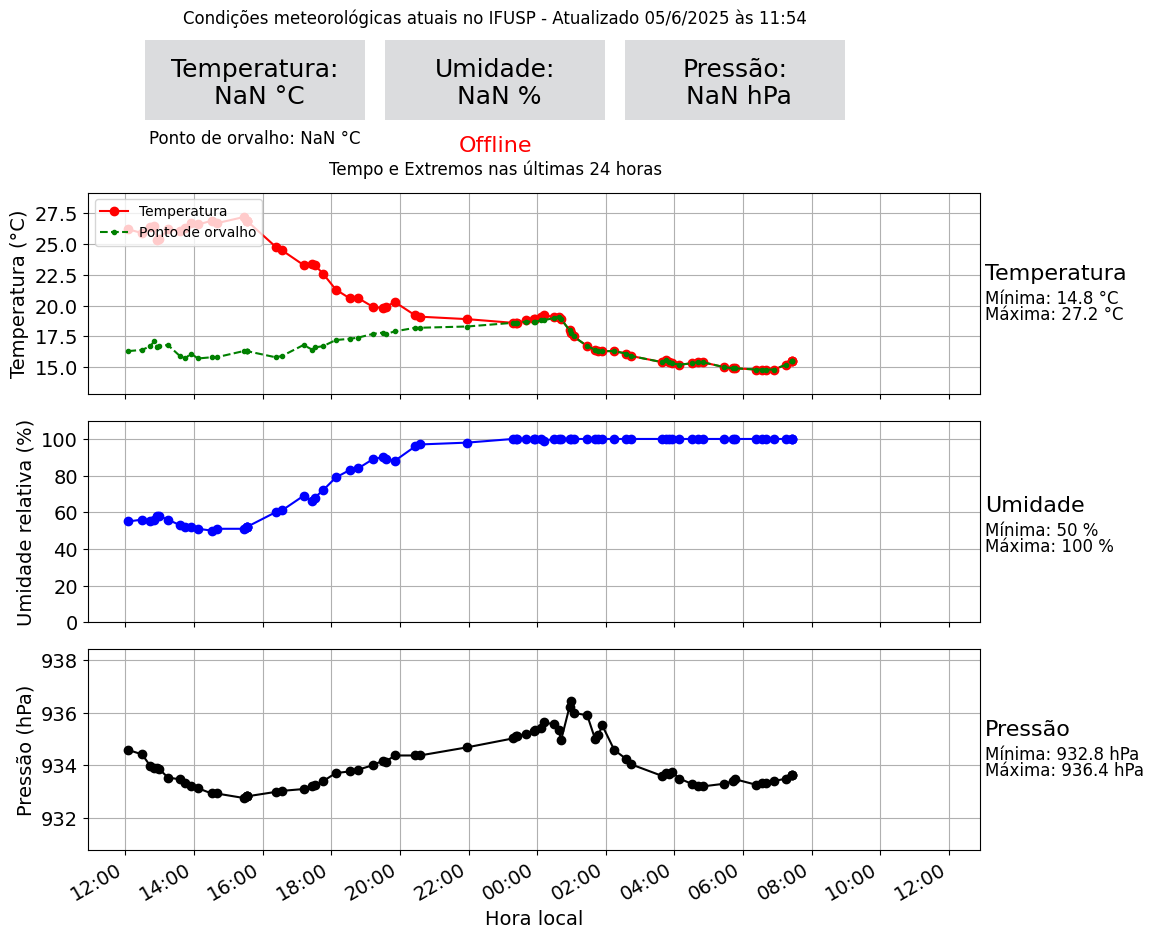 Condições meteorológicas atuais no IFUSP - Atualizado 05/6/2025 às 11:54
Temperatura:
NaN °C
Umidade:
NaN %
Pressão:
NaN hPa
Ponto de orvalho: NaN °C
Offline
Tempo e Extremos nas últimas 24 horas
Temperatura (°C)
27.5
25.0
22.5
20.0
17.5
15.0
Temperatura
Ponto de orvalho
Temperatura
Mínima: 14.8 °C
Máxima: 27.2 °C
Umidade relativa (%)
100
80
60
40
20
0
Umidade
Mínima: 50 %
Máxima: 100 %
Pressão (hPa)
938
936
934
932
Pressão
Mínima: 932.8 hPa
Máxima: 936.4 hPa
12:00
14:00
16:00
18:00
20:00
22:00
00:00
02:00
04:00
06:00
08:00
10:00
12:00
Hora local